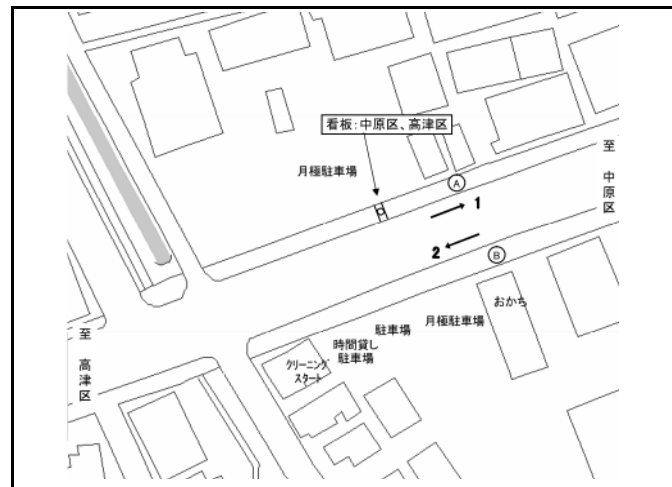 看板:中原区、高津区
月極駐車場
至 中原区
A
1
2
B
おかち
月極駐車場
駐車場
時間貸し
駐車場
クリーニング
スタート
至 高津区